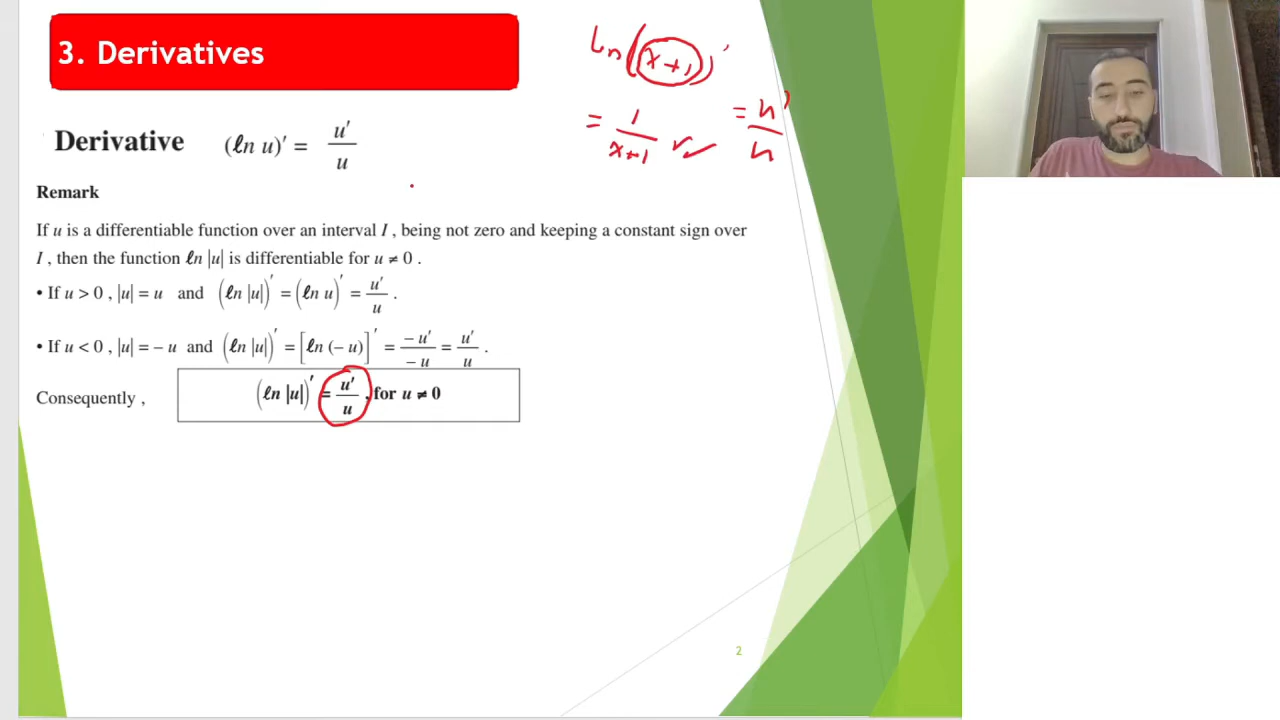 3. Derivatives
ln(x+1)'
= 1/(x+1) = u'/u
Derivative (ℓn u)' = u'/u
Remark
If u is a differentiable function over an interval I , being not zero and keeping a constant sign over
I , then the function ℓn |u| is differentiable for u ≠ 0 .
• If u > 0 , |u| = u and (ℓn |u|)' = (ℓn u)' = u'/u .
• If u < 0 , |u| = – u and (ℓn |u|)' = [ℓn (– u)]' = – u'/– u = u'/u .
Consequently , (ℓn |u|)' = u'/u , for u ≠ 0
2